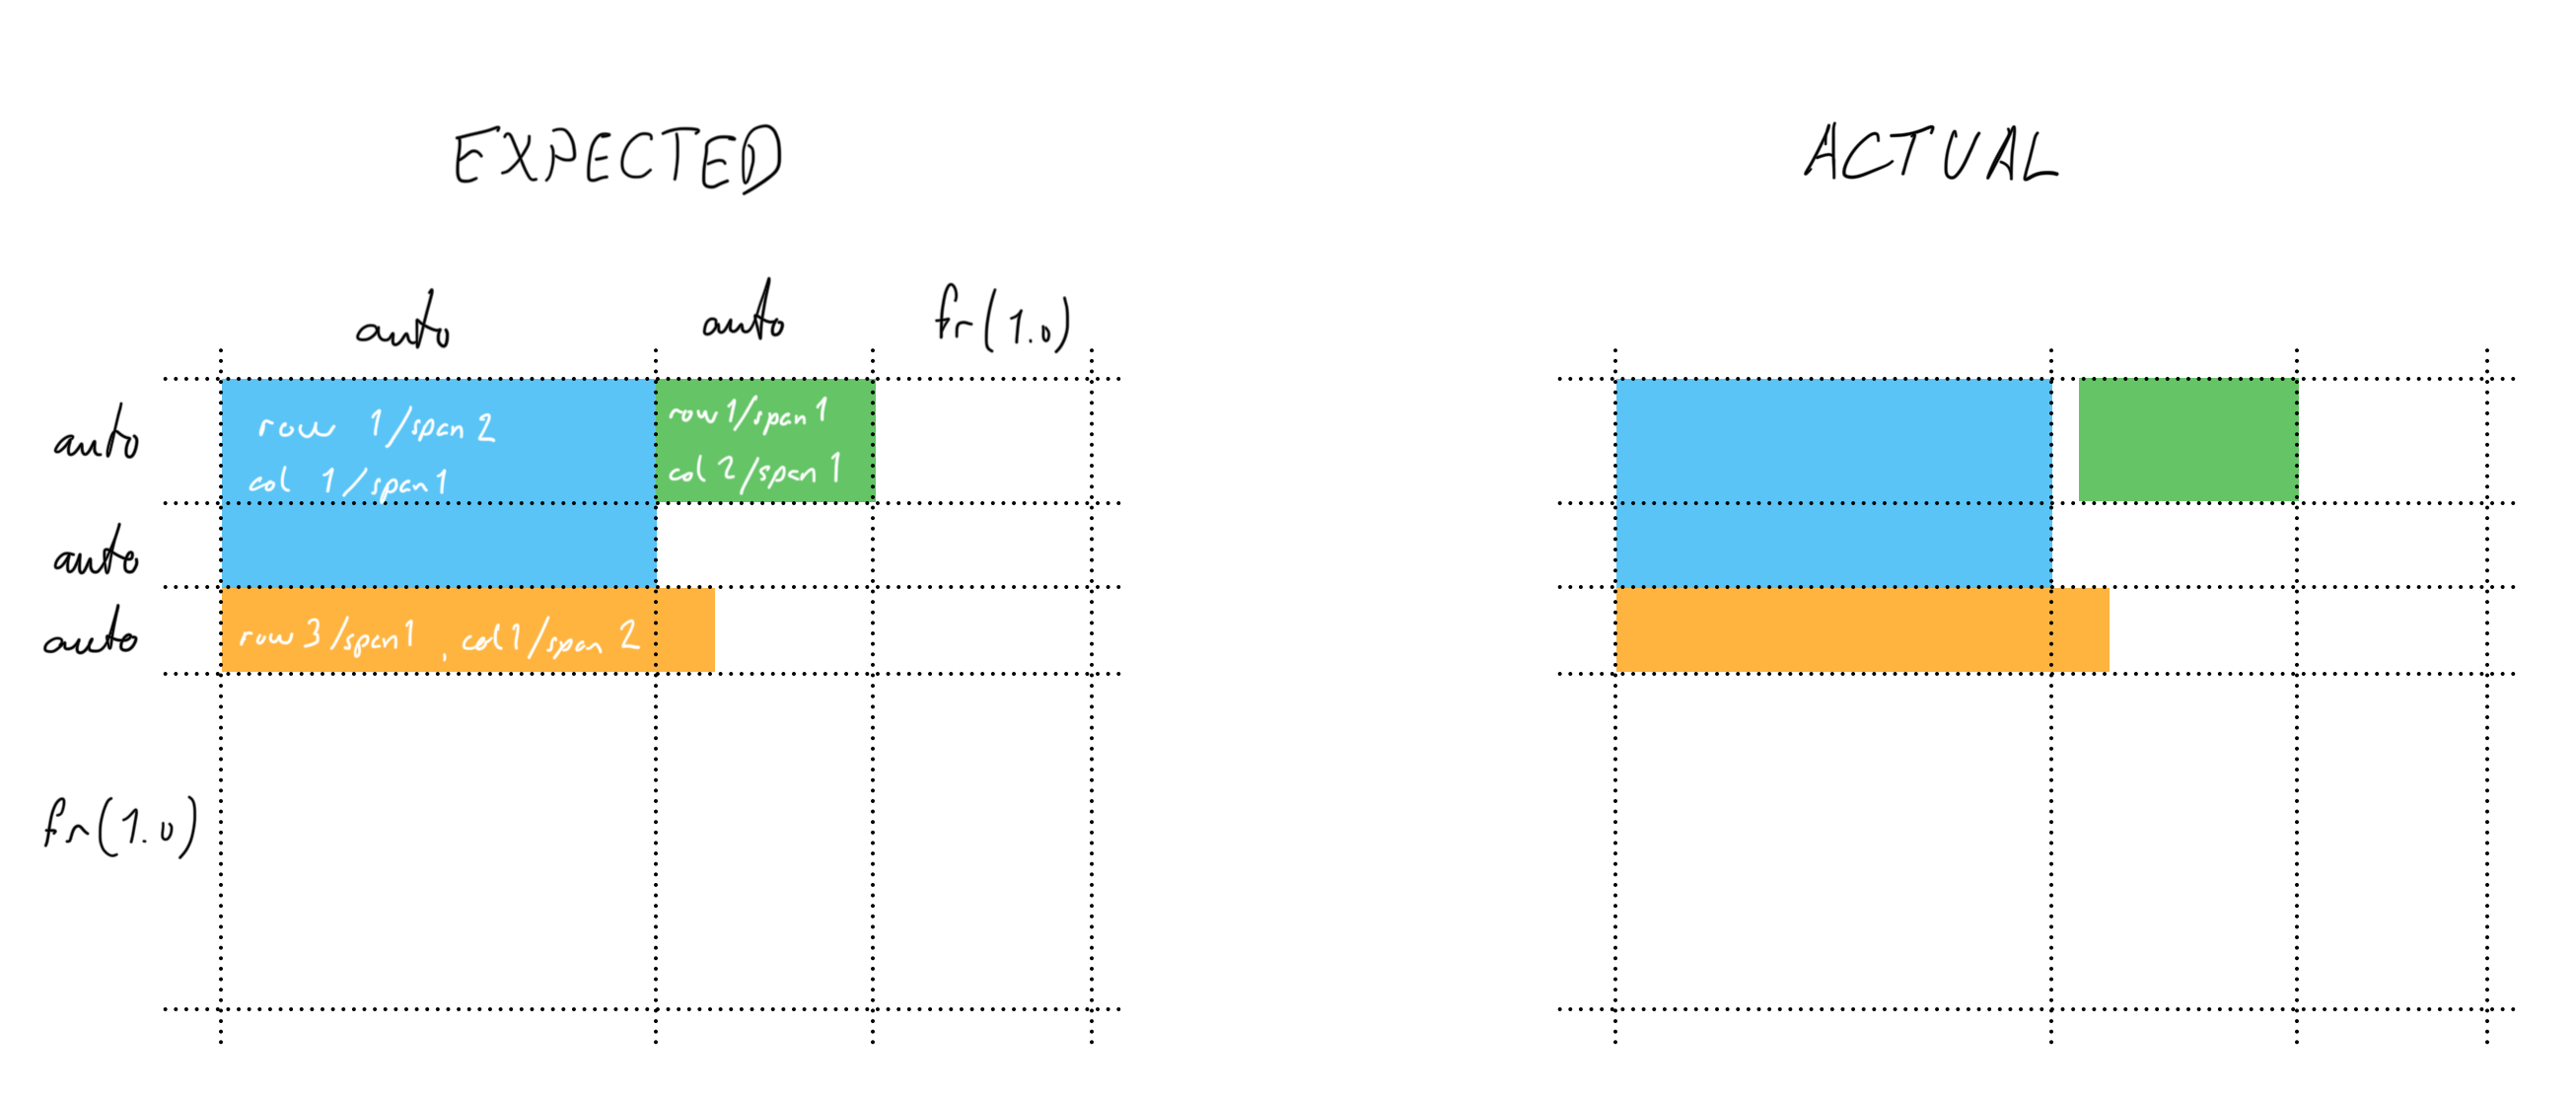 EXPECTED
ACTUAL
auto
auto
fr(1.0)
auto
row 1/span 2
col 1/span 1
row 1/span 1
col 2/span 1
auto
auto
row 3/span 1, col 1/span 2
fr(1.0)